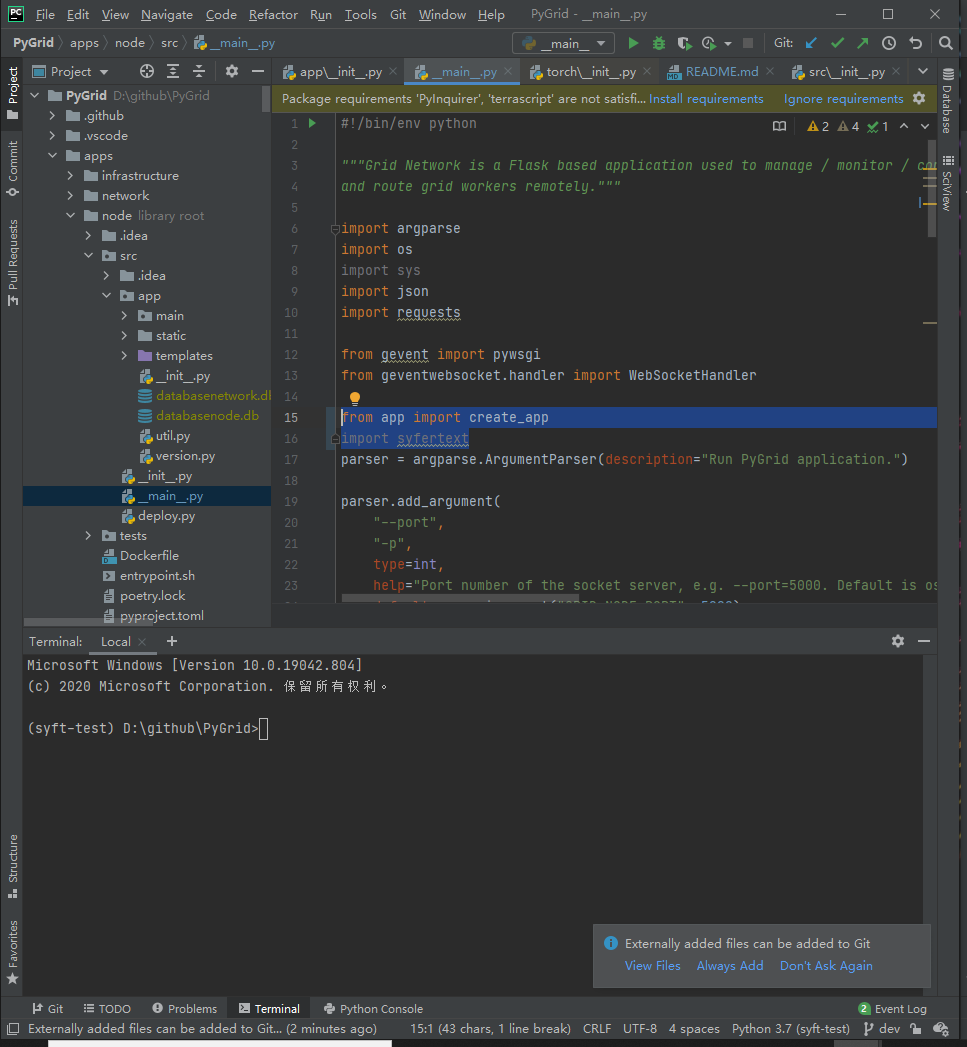 PC File Edit View Navigate Code Refactor Run Tools Git Window Help PyGrid - __main__.py
PyGrid apps node src __main__.py __main__ Git:
Project
Project
app\__init__.py __main__.py torch\__init__.py README.md src\__init__.py
Package requirements 'PyInquirer', 'terrascript' are not satisfi... Install requirements Ignore requirements
2 4 1
PyGrid D:\github\PyGrid
.github
.vscode
apps
infrastructure
network
node library root
.idea
src
.idea
app
main
static
templates
__init__.py
databasenetwork.db
databasenode.db
util.py
version.py
__init__.py
__main__.py
deploy.py
tests
Dockerfile
entrypoint.sh
poetry.lock
pyproject.toml
1 #!/bin/env python
2
3 """Grid Network is a Flask based application used to manage / monitor /
4 and route grid workers remotely."""
5
6 import argparse
7 import os
8 import sys
9 import json
10 import requests
11
12 from gevent import pywsgi
13 from geventwebsocket.handler import WebSocketHandler
14
15 from app import create_app
16 import syfertext
17 parser = argparse.ArgumentParser(description="Run PyGrid application.")
18
19 parser.add_argument(
20 "--port",
21 "-p",
22 type=int,
23 help="Port number of the socket server, e.g. --port=5000. Default is os
Commit
Pull Requests
Structure
Favorites
Database
SciView
Terminal: Local
Microsoft Windows [Version 10.0.19042.804]
(c) 2020 Microsoft Corporation. 保留所有权利。
(syft-test) D:\github\PyGrid>
Externally added files can be added to Git
View Files Always Add Don't Ask Again
Git TODO Problems Terminal Python Console 2 Event Log
Externally added files can be added to Git... (2 minutes ago) 15:1 (43 chars, 1 line break) CRLF UTF-8 4 spaces Python 3.7 (syft-test) dev